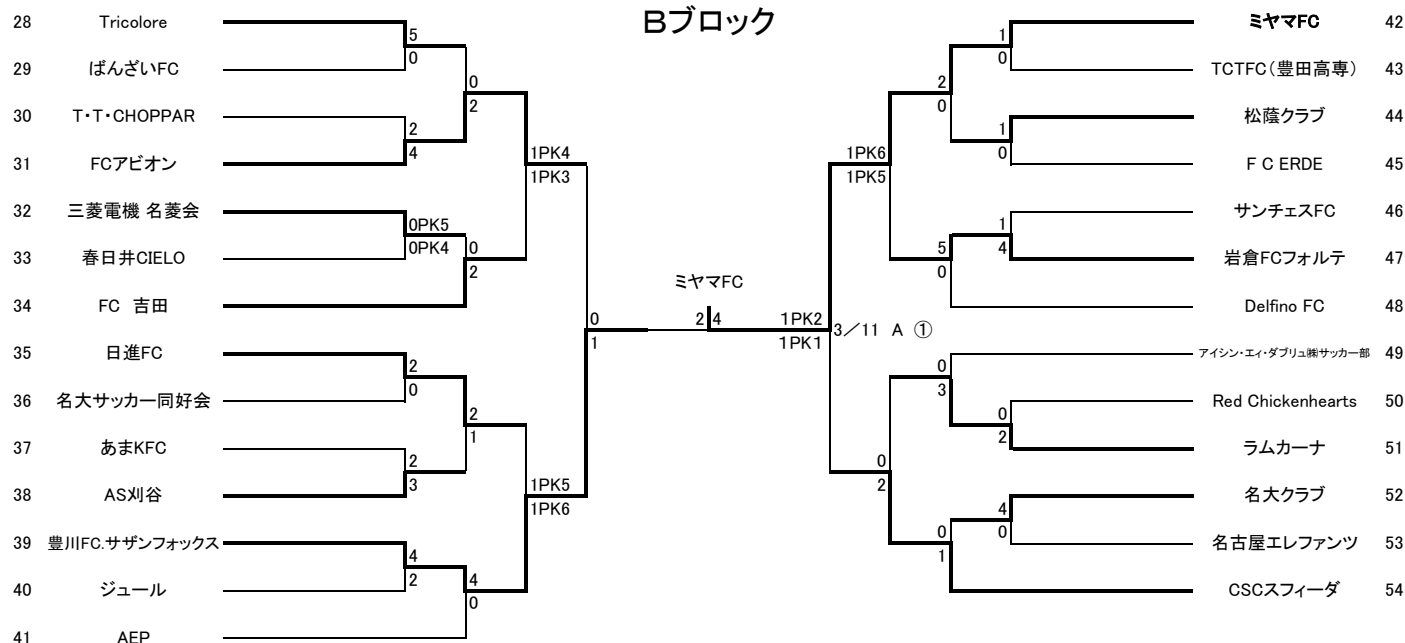 Bブロック
28 Tricolore
5
0
29 ばんざいFC
0
2
30 T・T・CHOPPAR
2
4
31 FCアビオン
1PK4
1PK3
32 三菱電機 名菱会
0PK5
0PK4
33 春日井CIELO
0
2
34 FC 吉田
0
1
35 日進FC
2
0
36 名大サッカー同好会
2
1
37 あまKFC
2
3
38 AS刈谷
1PK5
1PK6
39 豊川FC.サザンフォックス
4
2
40 ジュール
4
0
41 AEP
ミヤマFC
2 4
1PK2
1PK1
3/11 A ①
ミヤマFC 42
1
0
TCTFC(豊田高専) 43
2
0
松蔭クラブ 44
1
0
F C ERDE 45
1PK6
1PK5
サンチェスFC 46
1
4
岩倉FCフォルテ 47
5
0
Delfino FC 48
アイシン・エィ・ダブリュ㈱サッカー部 49
0
3
Red Chickenhearts 50
0
2
ラムカーナ 51
0
2
名大クラブ 52
4
0
名古屋エレファンツ 53
0
1
CSCスフィーダ 54